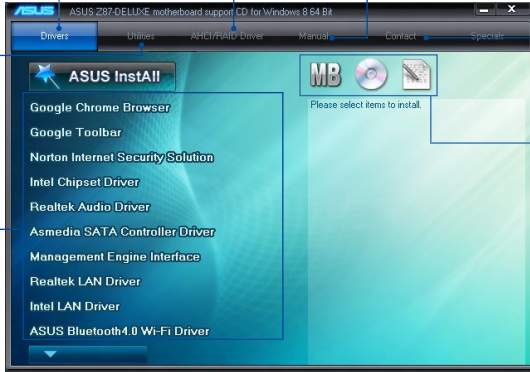 ASUS ASUS Z87-DELUXE motherboard support CD for Windows 8 64 Bit
Drivers Utilities AHCI/RAID Driver Manual Contact Specials
ASUS InstAll
MB
Please select items to install.
Google Chrome Browser
Google Toolbar
Norton Internet Security Solution
Intel Chipset Driver
Realtek Audio Driver
Asmedia SATA Controller Driver
Management Engine Interface
Realtek LAN Driver
Intel LAN Driver
ASUS Bluetooth4.0 Wi-Fi Driver